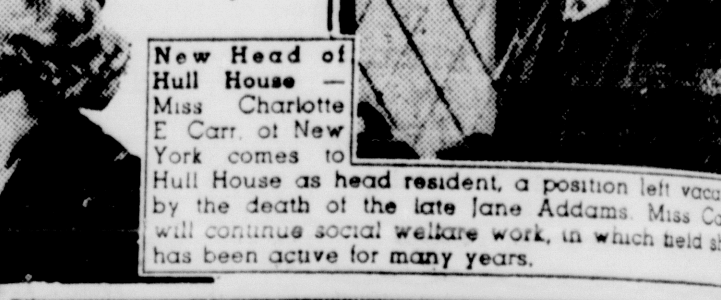 New Head of
Hull House —
Miss Charlotte
E Carr, of New
York comes to
Hull House as head resident, a position left
by the death of the late Jane Addams. Miss
will continue social welfare work, in which field
has been active for many years.